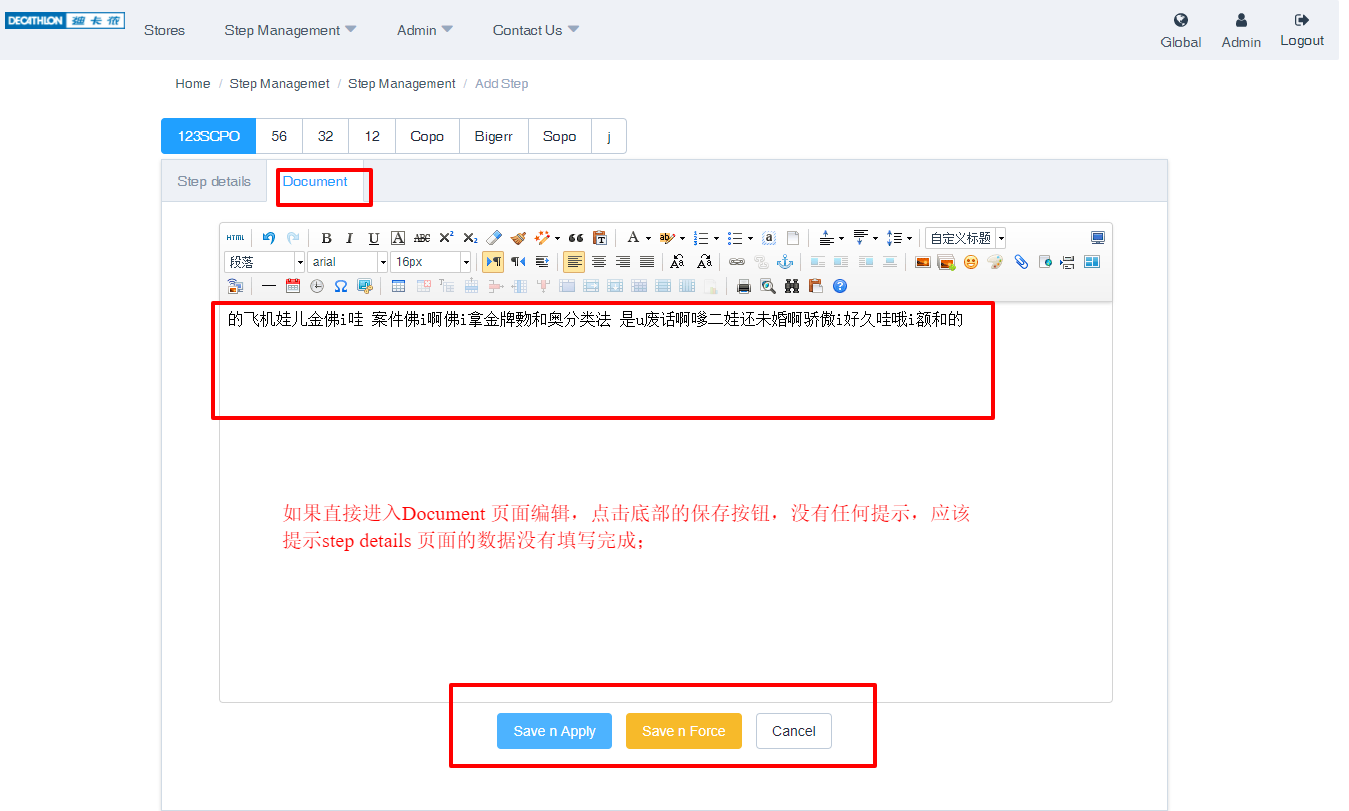 DECATHLON 迪卡侬
Stores
Step Management
Admin
Contact Us
Global
Admin
Logout
Home / Step Managemet / Step Management / Add Step
123SCPO
56
32
12
Copo
Bigerr
Sopo
j
Step details
Document
HTML
B I U A ABC X² X₂
A ab a 自定义标题
段落 arial 16px
的飞机娃儿金佛i哇 案件佛i啊佛i拿金牌覅和奥分类法 是u废话啊嗲二娃还未婚啊骄傲i好久哇哦i额和的
如果直接进入Document 页面编辑，点击底部的保存按钮，没有任何提示，应该
提示step details 页面的数据没有填写完成；
Save n Apply
Save n Force
Cancel